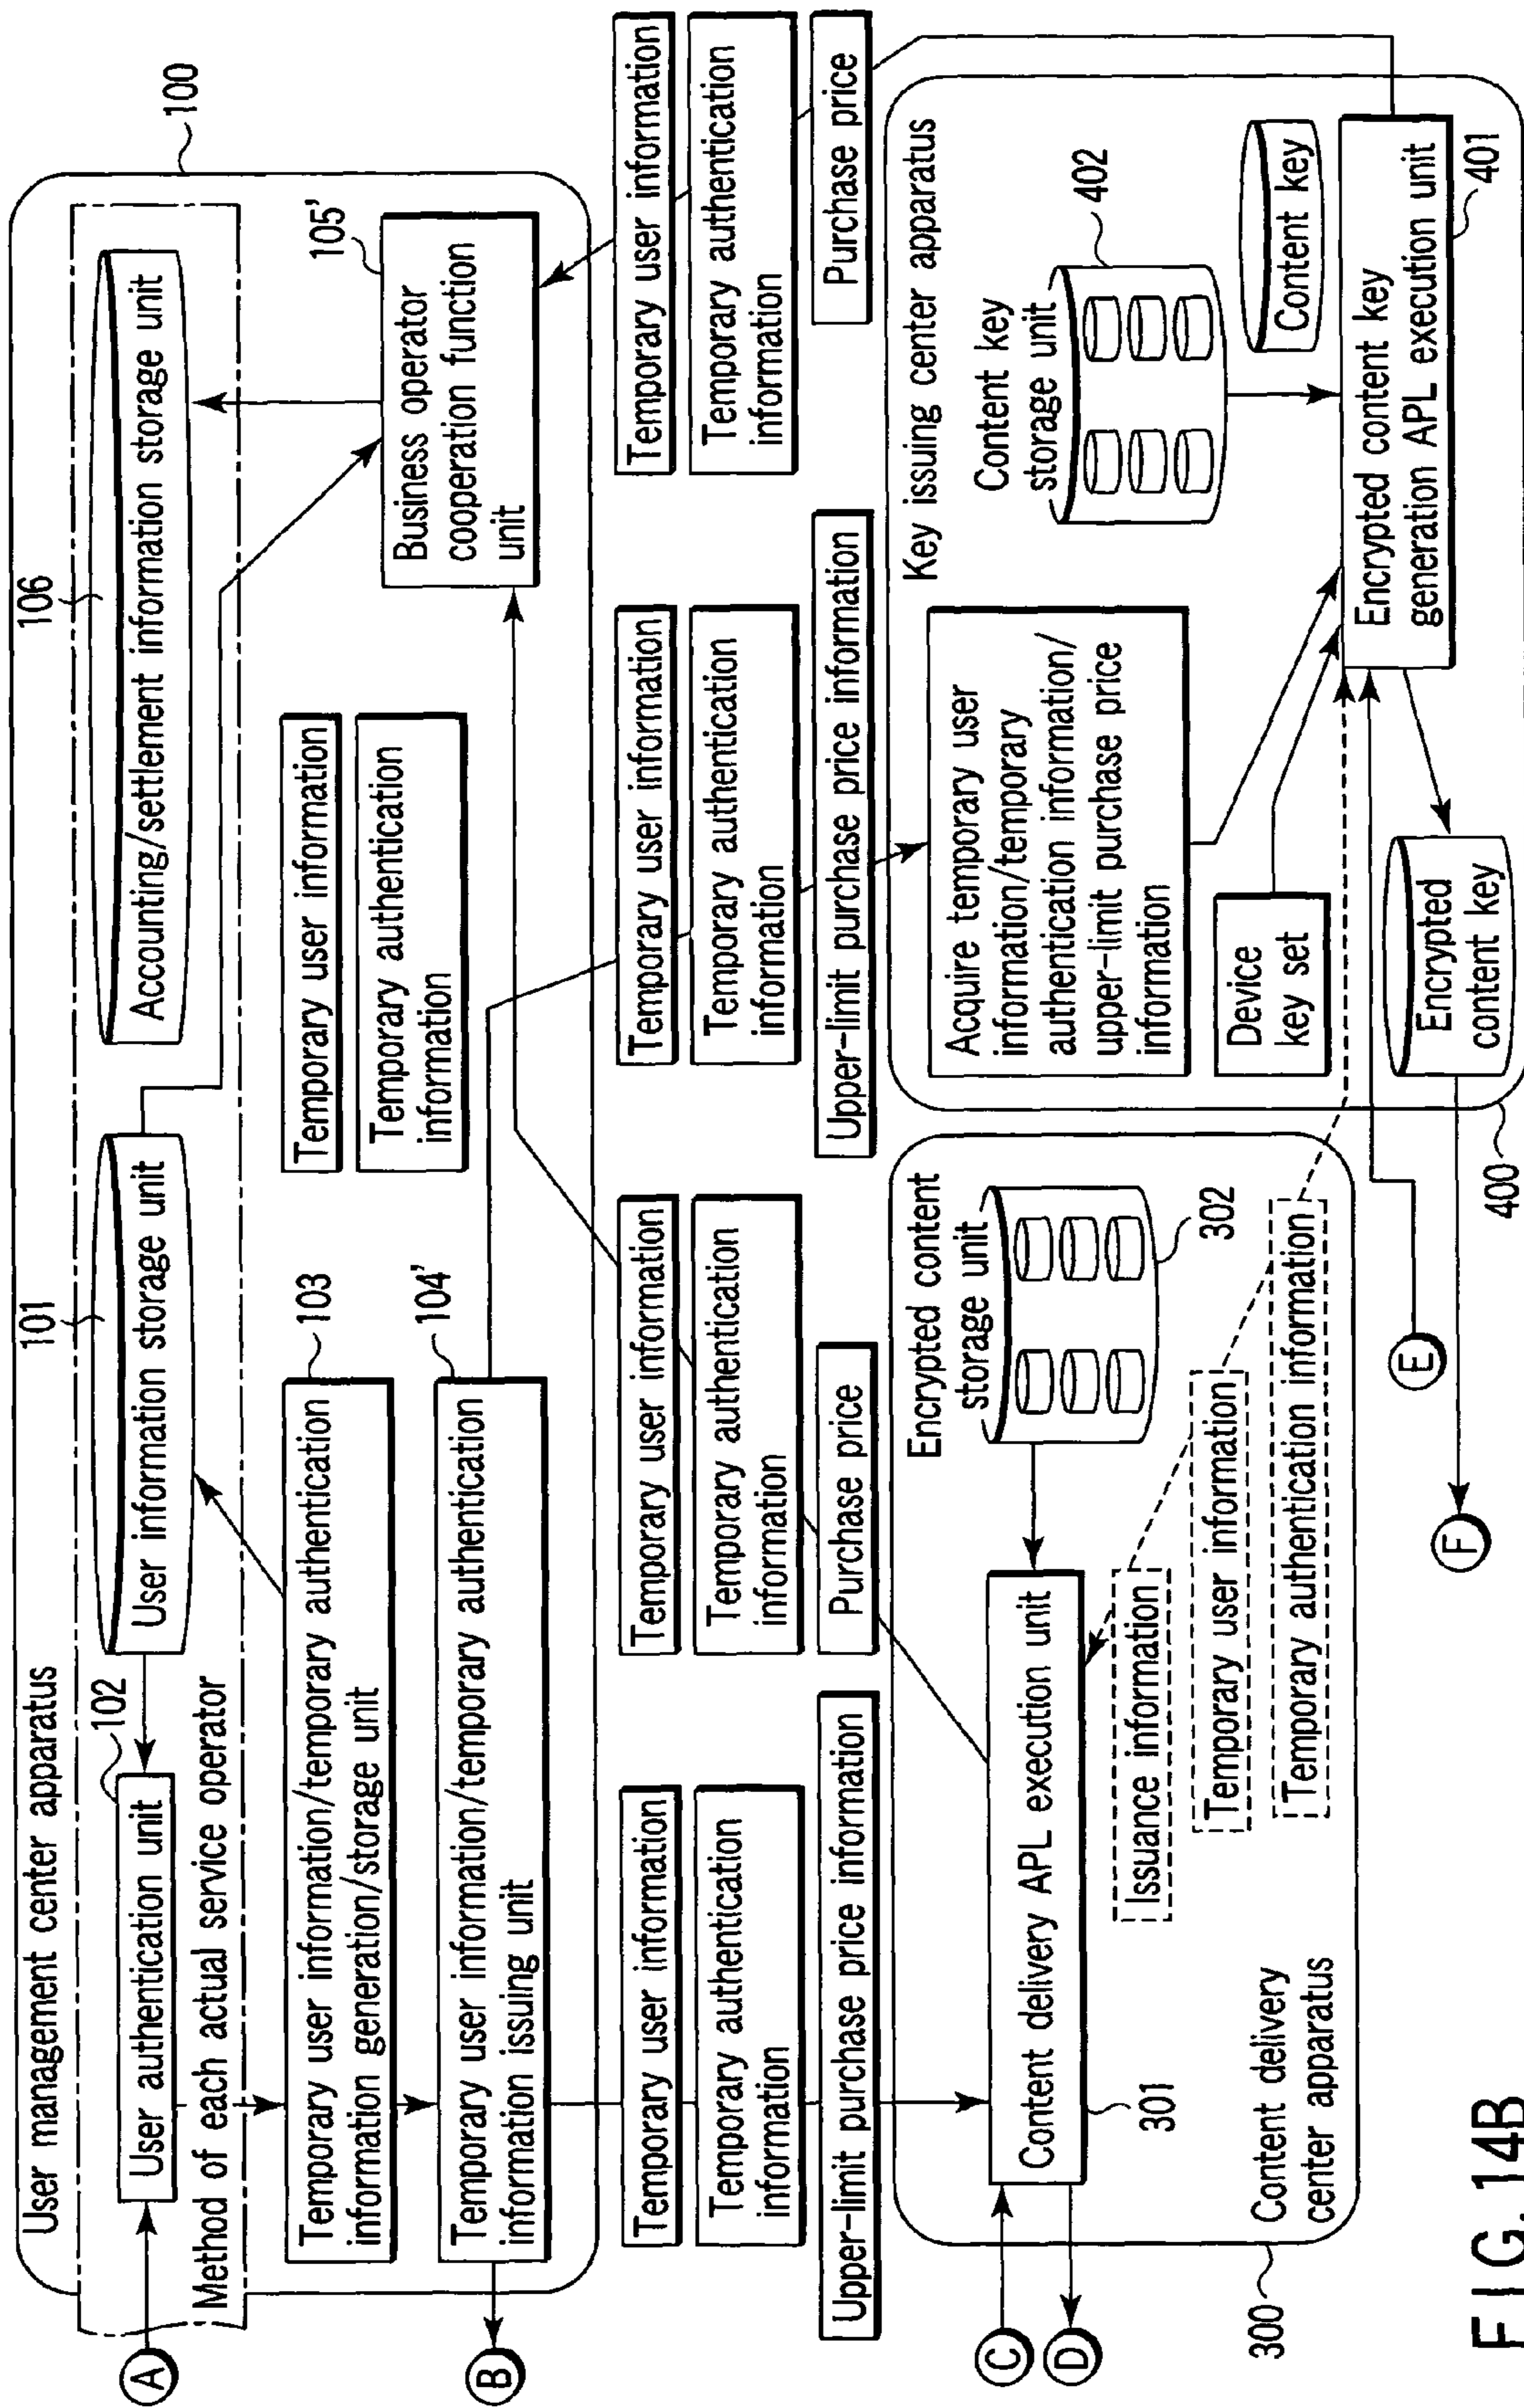 User management center apparatus
100
106
101
102
User authentication unit
User information storage unit
Accounting/settlement information storage unit
A
Method of each actual service operator
103
Temporary user information/temporary authentication
information generation/storage unit
Temporary user information
Temporary authentication
information
105'
Business operator
cooperation function
unit
104'
Temporary user information/temporary authentication
information issuing unit
B
Temporary user information
Temporary authentication
information
Upper-limit purchase price information
Temporary user information
Temporary authentication
information
Purchase price
Temporary user information
Temporary authentication
information
Upper-limit purchase price information
Temporary user information
Temporary authentication
information
Purchase price
Encrypted content
storage unit
302
C
D
Content delivery APL execution unit
301
Issuance information
Temporary user information
Temporary authentication information
Content delivery
center apparatus
300
Key issuing center apparatus
Acquire temporary user
information/temporary
authentication information/
upper-limit purchase price
information
Content key
storage unit
402
Device
key set
Content key
Encrypted content key
generation APL execution unit
401
Encrypted
content key
400
E
F
FIG. 14B